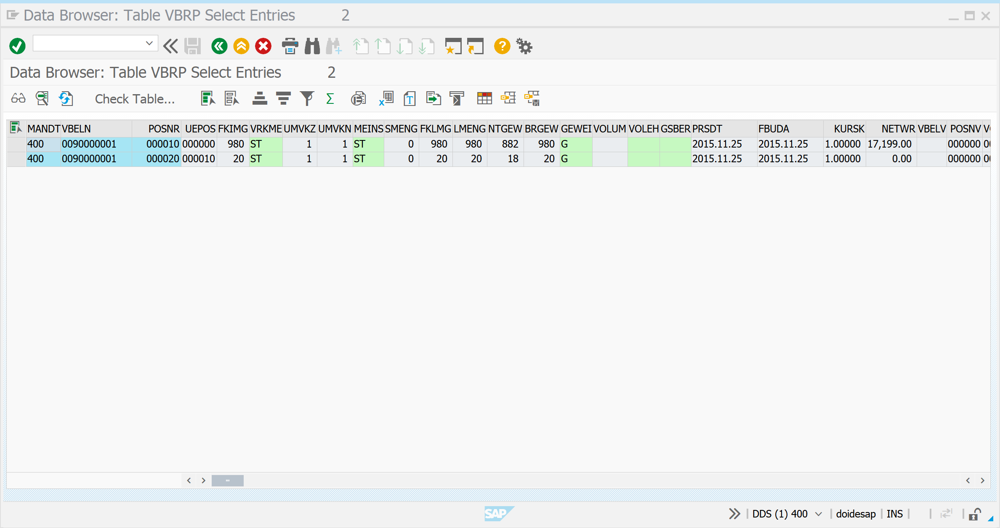 Data Browser: Table VBRP Select Entries 2
Data Browser: Table VBRP Select Entries 2
Check Table...
MANDT VBELN POSNR UEPOS FKIMG VRKME UMVKZ UMVKN MEINS SMENG FKLMG LMENG NTGEW BRGEW GEWEI VOLUM VOLEH GSBER PRSDT FBUDA KURSK NETWR VBELV POSNV
400 0090000001 000010 000000 980 ST 1 1 ST 0 980 980 882 980 G 2015.11.25 2015.11.25 1.00000 17,199.00 000000
400 0090000001 000020 000010 20 ST 1 1 ST 0 20 20 18 20 G 2015.11.25 2015.11.25 1.00000 0.00 000000
SAP DDS (1) 400 doidesap INS